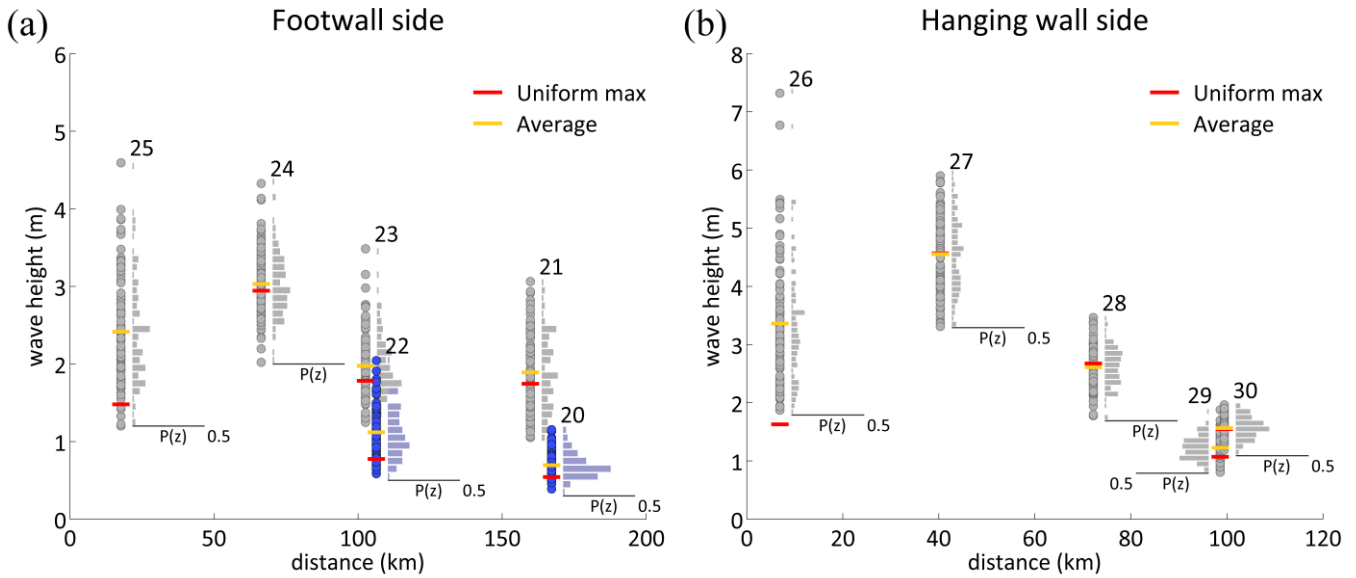 (a)
Footwall side
wave height (m)
6
5
4
3
2
1
0
Uniform max
Average
25
24
23
22
21
20
P(z) 0.5
P(z)
P(z) 0.5
P(z) 0.5
0 50 100 150 200
distance (km)
(b)
Hanging wall side
wave height (m)
8
7
6
5
4
3
2
1
0
Uniform max
Average
26
27
28
29
30
P(z) 0.5
P(z) 0.5
P(z) 0.5
0.5 P(z)
P(z) 0.5
0 20 40 60 80 100 120
distance (km)